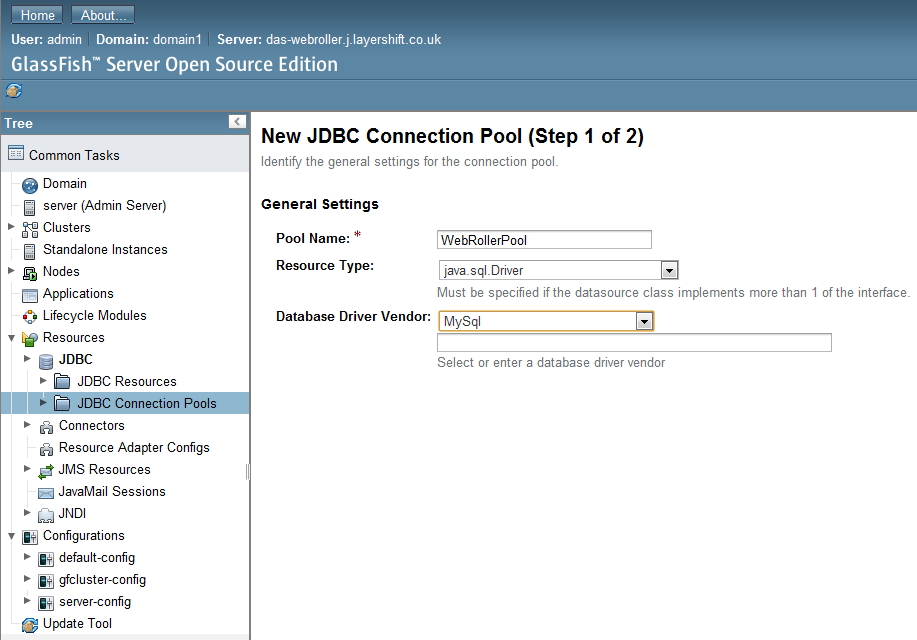 Home About...
User: admin Domain: domain1 Server: das-webroller.j.layershift.co.uk
GlassFish™ Server Open Source Edition
Tree
Common Tasks
Domain
server (Admin Server)
Clusters
Standalone Instances
Nodes
Applications
Lifecycle Modules
Resources
JDBC
JDBC Resources
JDBC Connection Pools
Connectors
Resource Adapter Configs
JMS Resources
JavaMail Sessions
JNDI
Configurations
default-config
gfcluster-config
server-config
Update Tool
New JDBC Connection Pool (Step 1 of 2)
Identify the general settings for the connection pool.
General Settings
Pool Name: * WebRollerPool
Resource Type: java.sql.Driver
Must be specified if the datasource class implements more than 1 of the interface.
Database Driver Vendor: MySql
Select or enter a database driver vendor